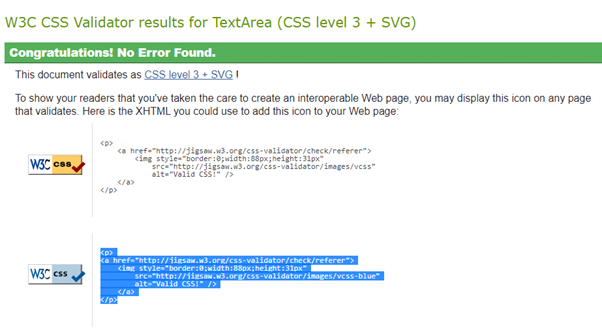 W3C CSS Validator results for TextArea (CSS level 3 + SVG)
Congratulations! No Error Found.
This document validates as CSS level 3 + SVG !
To show your readers that you've taken the care to create an interoperable Web page, you may display this icon on any page
that validates. Here is the XHTML you could use to add this icon to your Web page:
<p>
<a href="http://jigsaw.w3.org/css-validator/check/referer">
<img style="border:0;width:88px;height:31px"
src="http://jigsaw.w3.org/css-validator/images/vcss"
alt="Valid CSS!" />
</a>
</p>
W3C css
<p>
<a href="http://jigsaw.w3.org/css-validator/check/referer">
<img style="border:0;width:88px;height:31px"
src="http://jigsaw.w3.org/css-validator/images/vcss-blue"
alt="Valid CSS!" />
</a>
</p>
W3C css